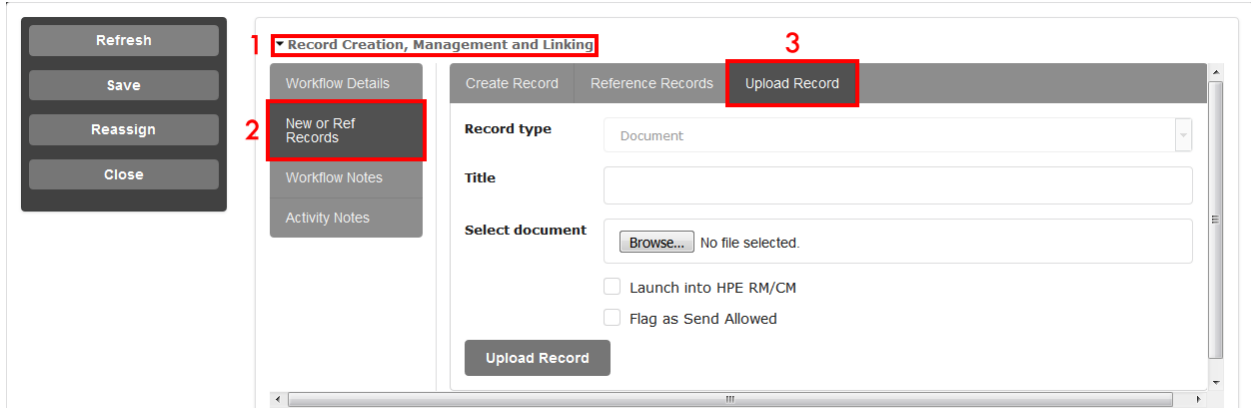 Refresh
Save
Reassign
Close
1
Record Creation, Management and Linking
3
Workflow Details
2
New or Ref
Records
Workflow Notes
Activity Notes
Create Record
Reference Records
Upload Record
Record type
Document
Title
Select document
Browse...
No file selected.
Launch into HPE RM/CM
Flag as Send Allowed
Upload Record